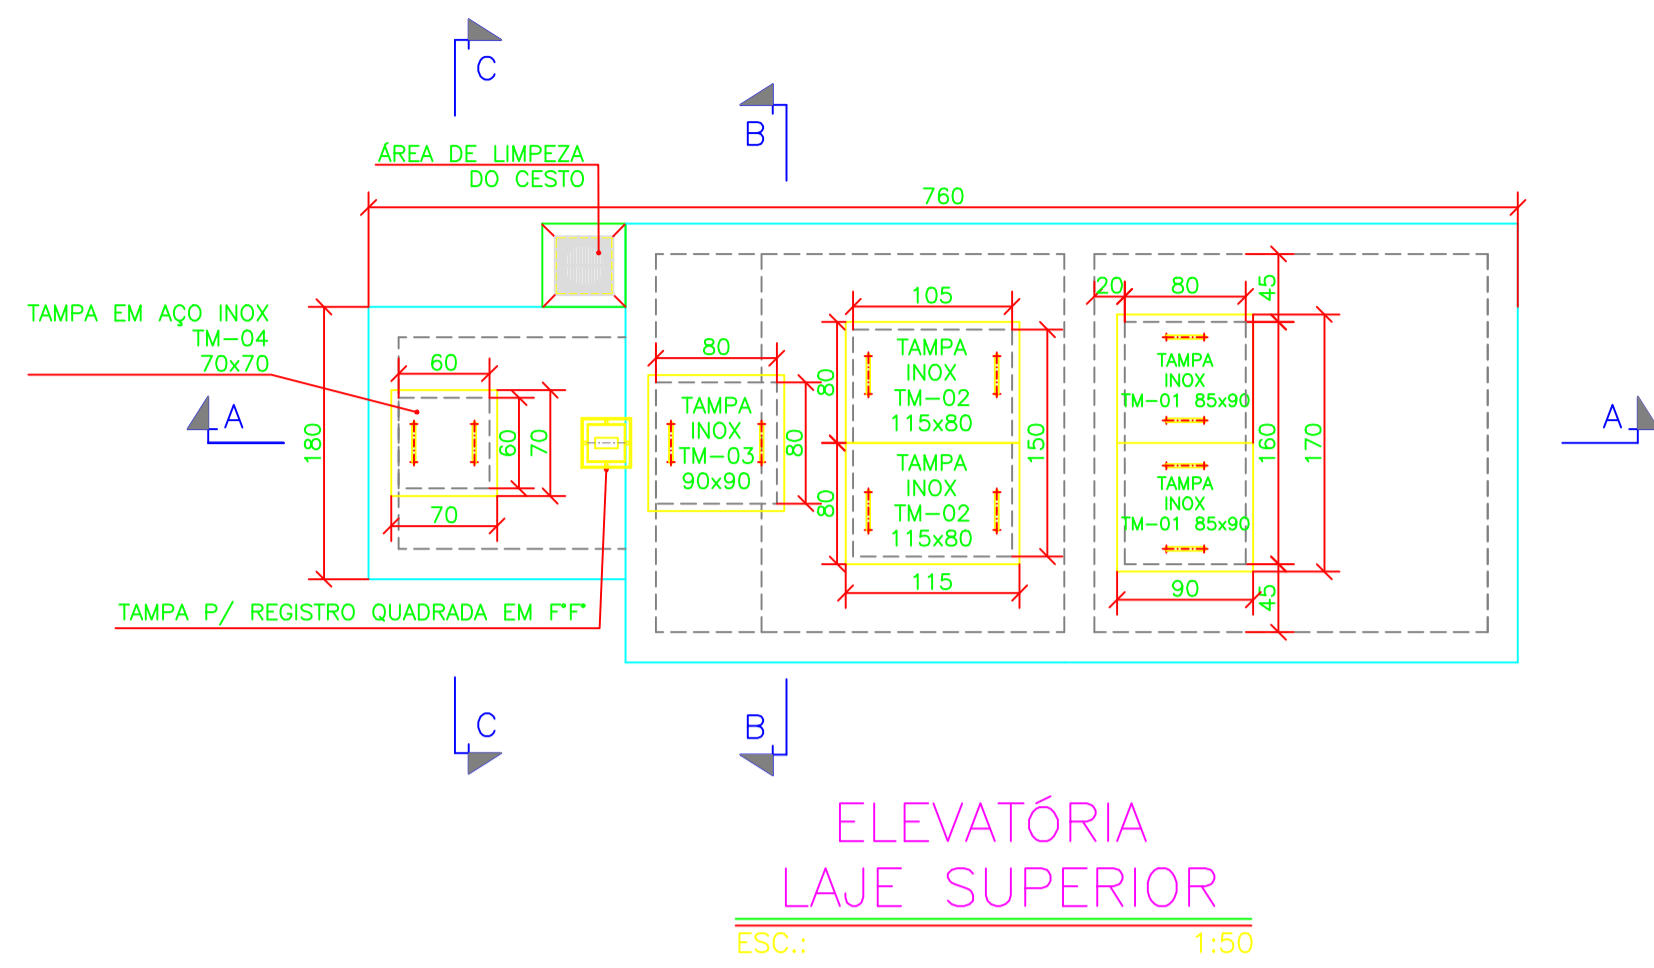 C
B
ÁREA DE LIMPEZA
DO CESTO
760
TAMPA EM AÇO INOX
TM-04
70x70
20
80
45
105
80
60
180
60
70
70
A
TAMPA
INOX
TM-03
90x90
80
80
80
TAMPA
INOX
TM-02
115x80
TAMPA
INOX
TM-02
115x80
150
115
TAMPA
INOX
TM-01 85x90
TAMPA
INOX
TM-01 85x90
160
170
90
45
A
TAMPA P/ REGISTRO QUADRADA EM F°F°
C
B
ELEVATÓRIA
LAJE SUPERIOR
ESC.: 1:50